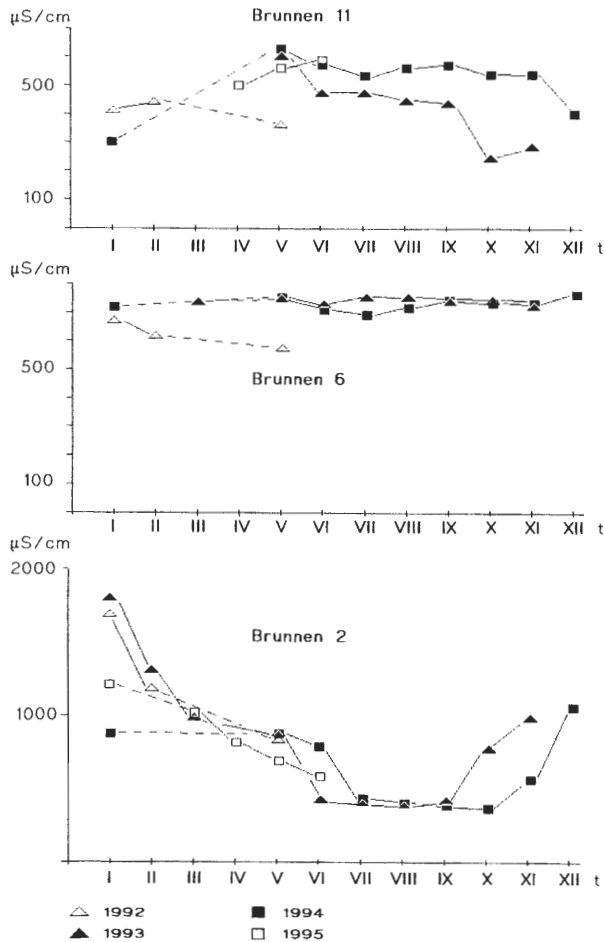 µS/cm
Brunnen 11
500
100
I II III IV V VI VII VIII IX X XI XII t
µS/cm
500
Brunnen 6
100
I II III IV V VI VII VIII IX X XI XII t
µS/cm
2000
Brunnen 2
1000
0
I II III IV V VI VII VIII IX X XI XII t
1992 1994
1993 1995